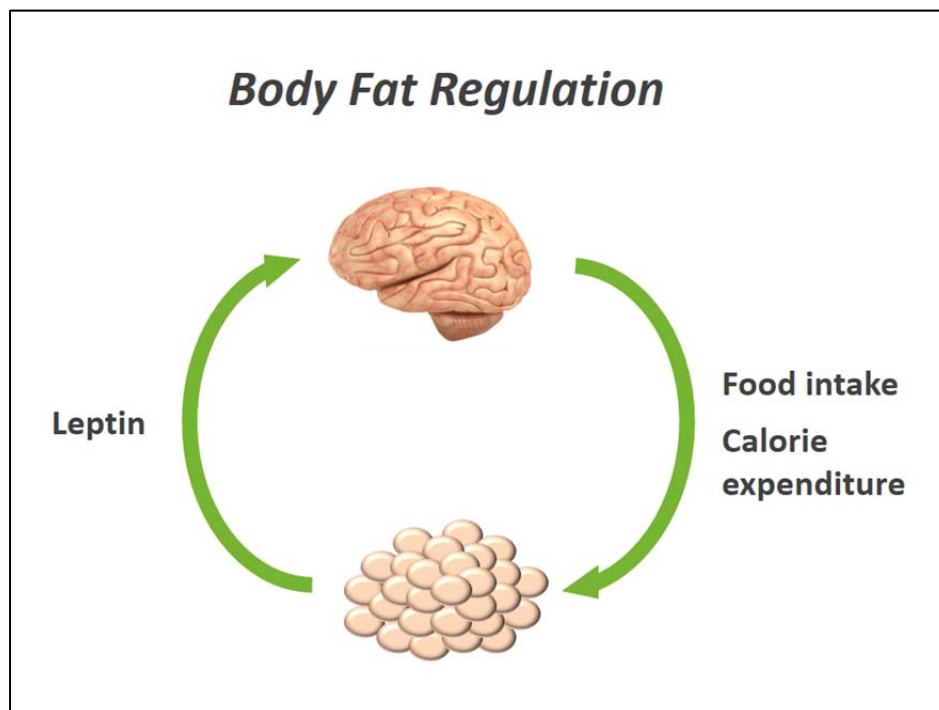 Body Fat Regulation
Leptin
Food intake
Calorie
expenditure